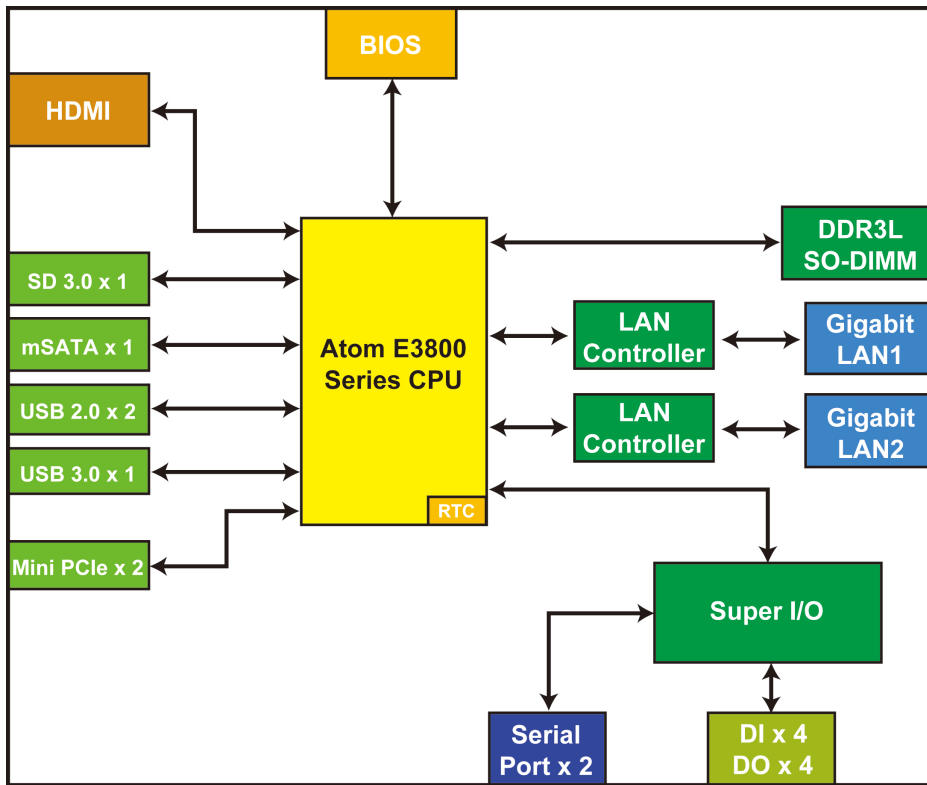 BIOS
HDMI
DDR3L
SO-DIMM
SD 3.0 x 1
mSATA x 1
USB 2.0 x 2
USB 3.0 x 1
Mini PCIe x 2
Atom E3800
Series CPU
RTC
LAN
Controller
Gigabit
LAN1
LAN
Controller
Gigabit
LAN2
Super I/O
Serial
Port x 2
DI x 4
DO x 4